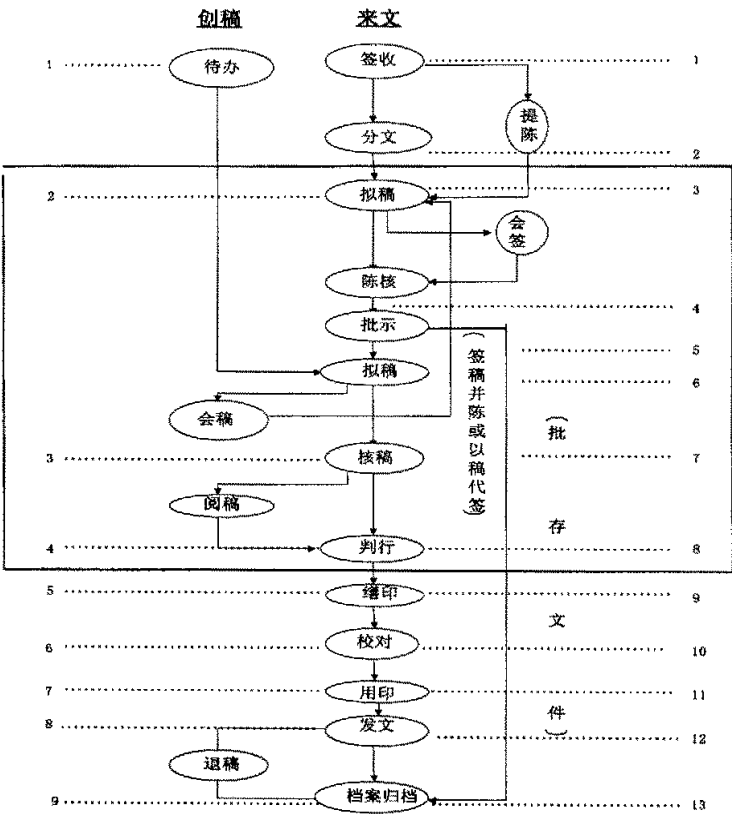 创稿 来文
1 待办 签收 1
提陈
分文 2
2 拟稿 3
会签
陈核
4
批示
5
拟稿 6
会稿
(签稿并陈或以稿代签)
3 核稿 7
阅稿
4 判行 8
5 缮印 9
6 校对 10
7 用印 11
8 发文 12
退稿
9 档案归档 13
(批存文件)